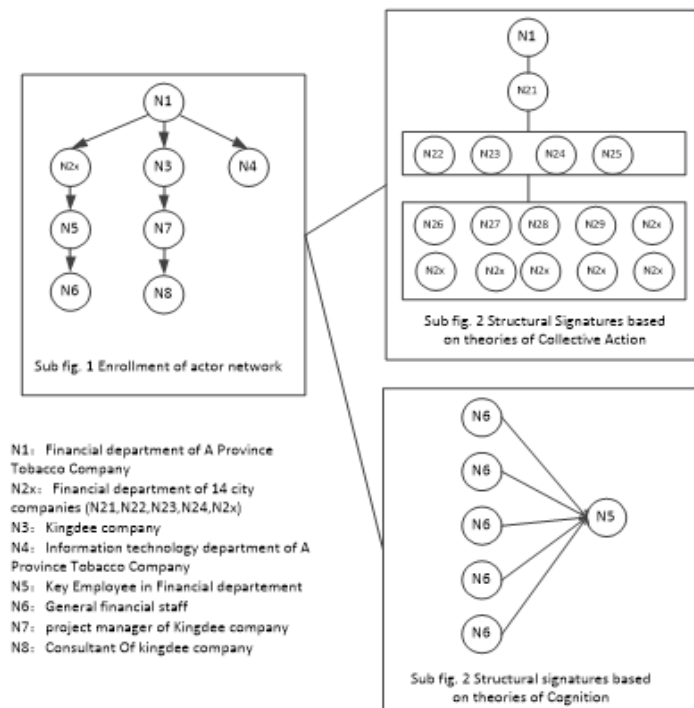 N1
N2x
N3
N4
N5
N7
N6
N8
Sub fig. 1 Enrollment of actor network
N1
N21
N22
N23
N24
N25
N26
N27
N28
N29
N2x
N2x
N2x
N2x
N2x
N2x
Sub fig. 2 Structural Signatures based
on theories of Collective Action
N6
N6
N6
N6
N6
N5
Sub fig. 2 Structural signatures based
on theories of Cognition
N1： Financial department of A Province
Tobacco Company
N2x： Financial department of 14 city
companies (N21,N22,N23,N24,N2x)
N3：Kingdee company
N4：Information technology department of A
Province Tobacco Company
N5：Key Employee in Financial departement
N6：General financial staff
N7：project manager of Kingdee company
N8：Consultant Of kingdee company